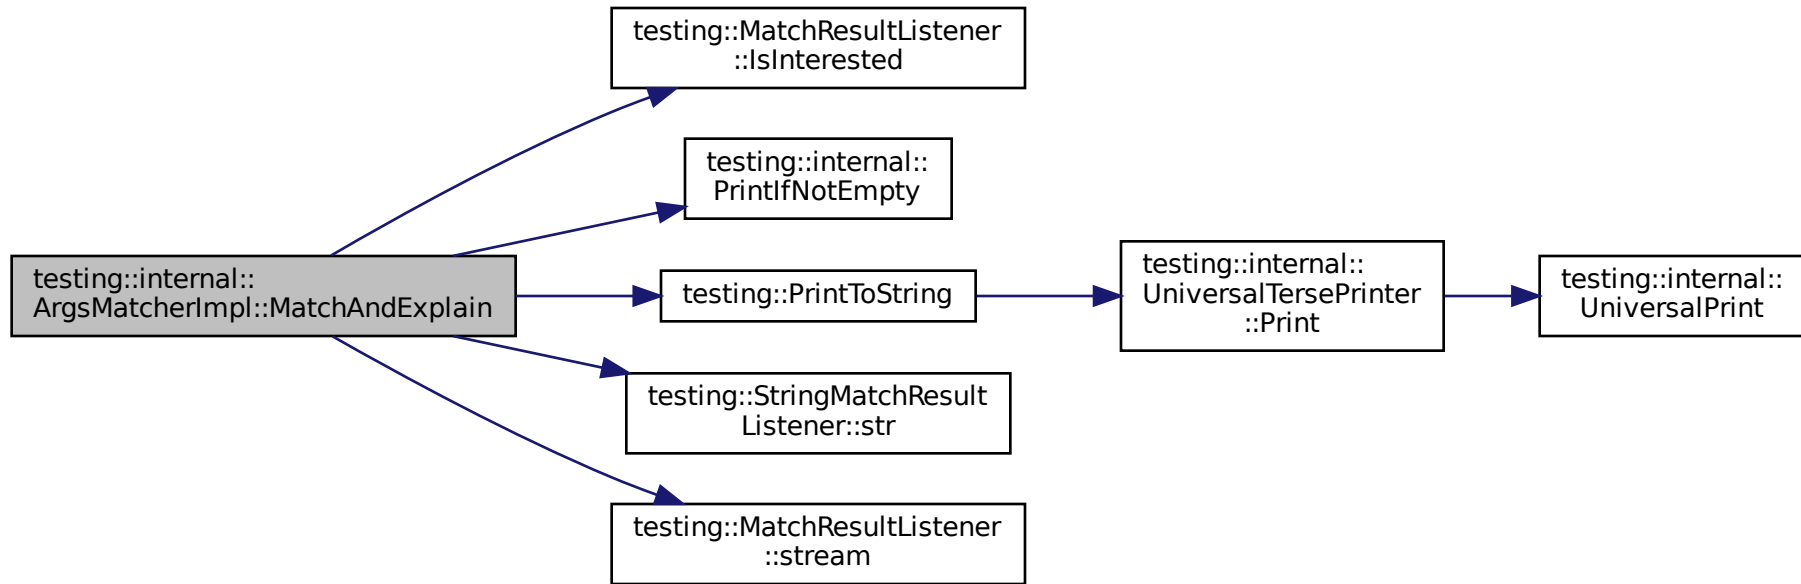 testing::MatchResultListener
::IsInterested
testing::internal::
PrintIfNotEmpty
testing::internal::
ArgsMatcherImpl::MatchAndExplain
testing::PrintToString
testing::internal::
UniversalTersePrinter
::Print
testing::internal::
UniversalPrint
testing::StringMatchResult
Listener::str
testing::MatchResultListener
::stream